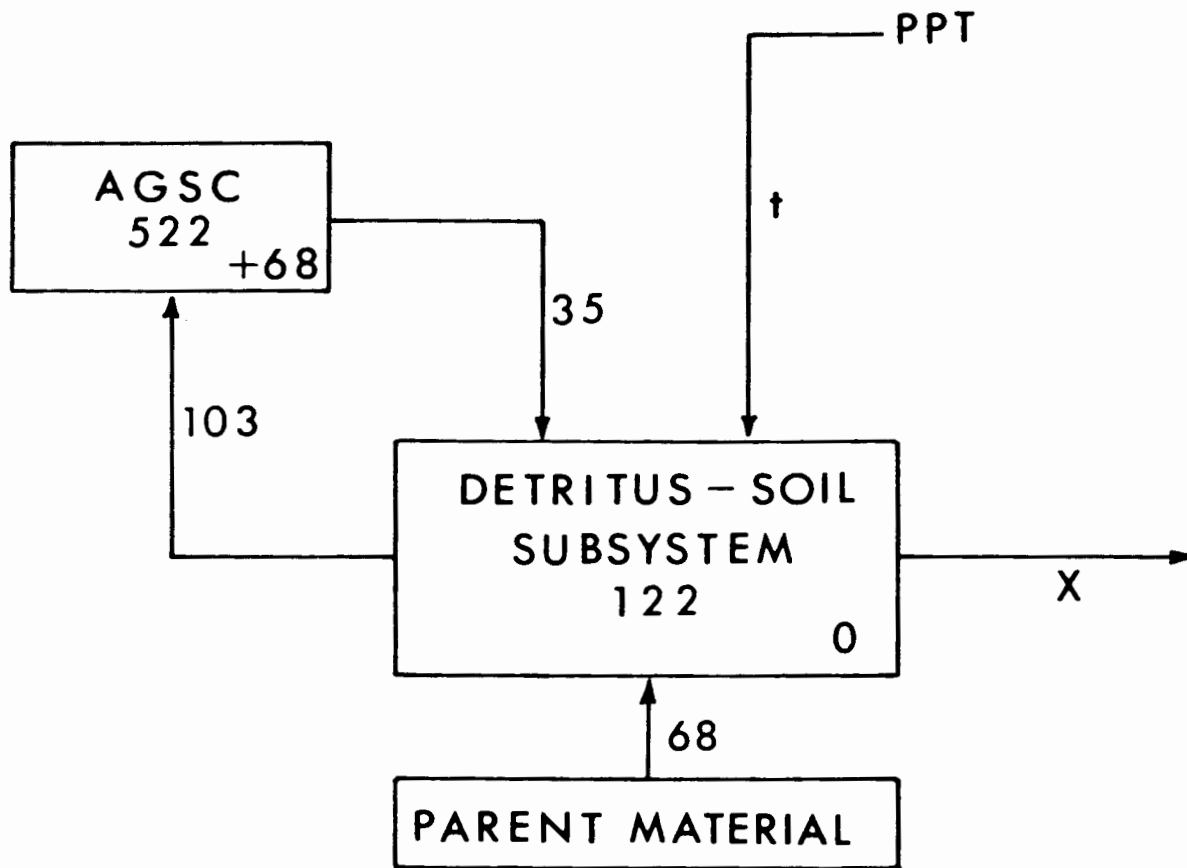 PPT
AGSC
522
+68
t
35
103
DETRITUS – SOIL
SUBSYSTEM
122
0
X
68
PARENT MATERIAL